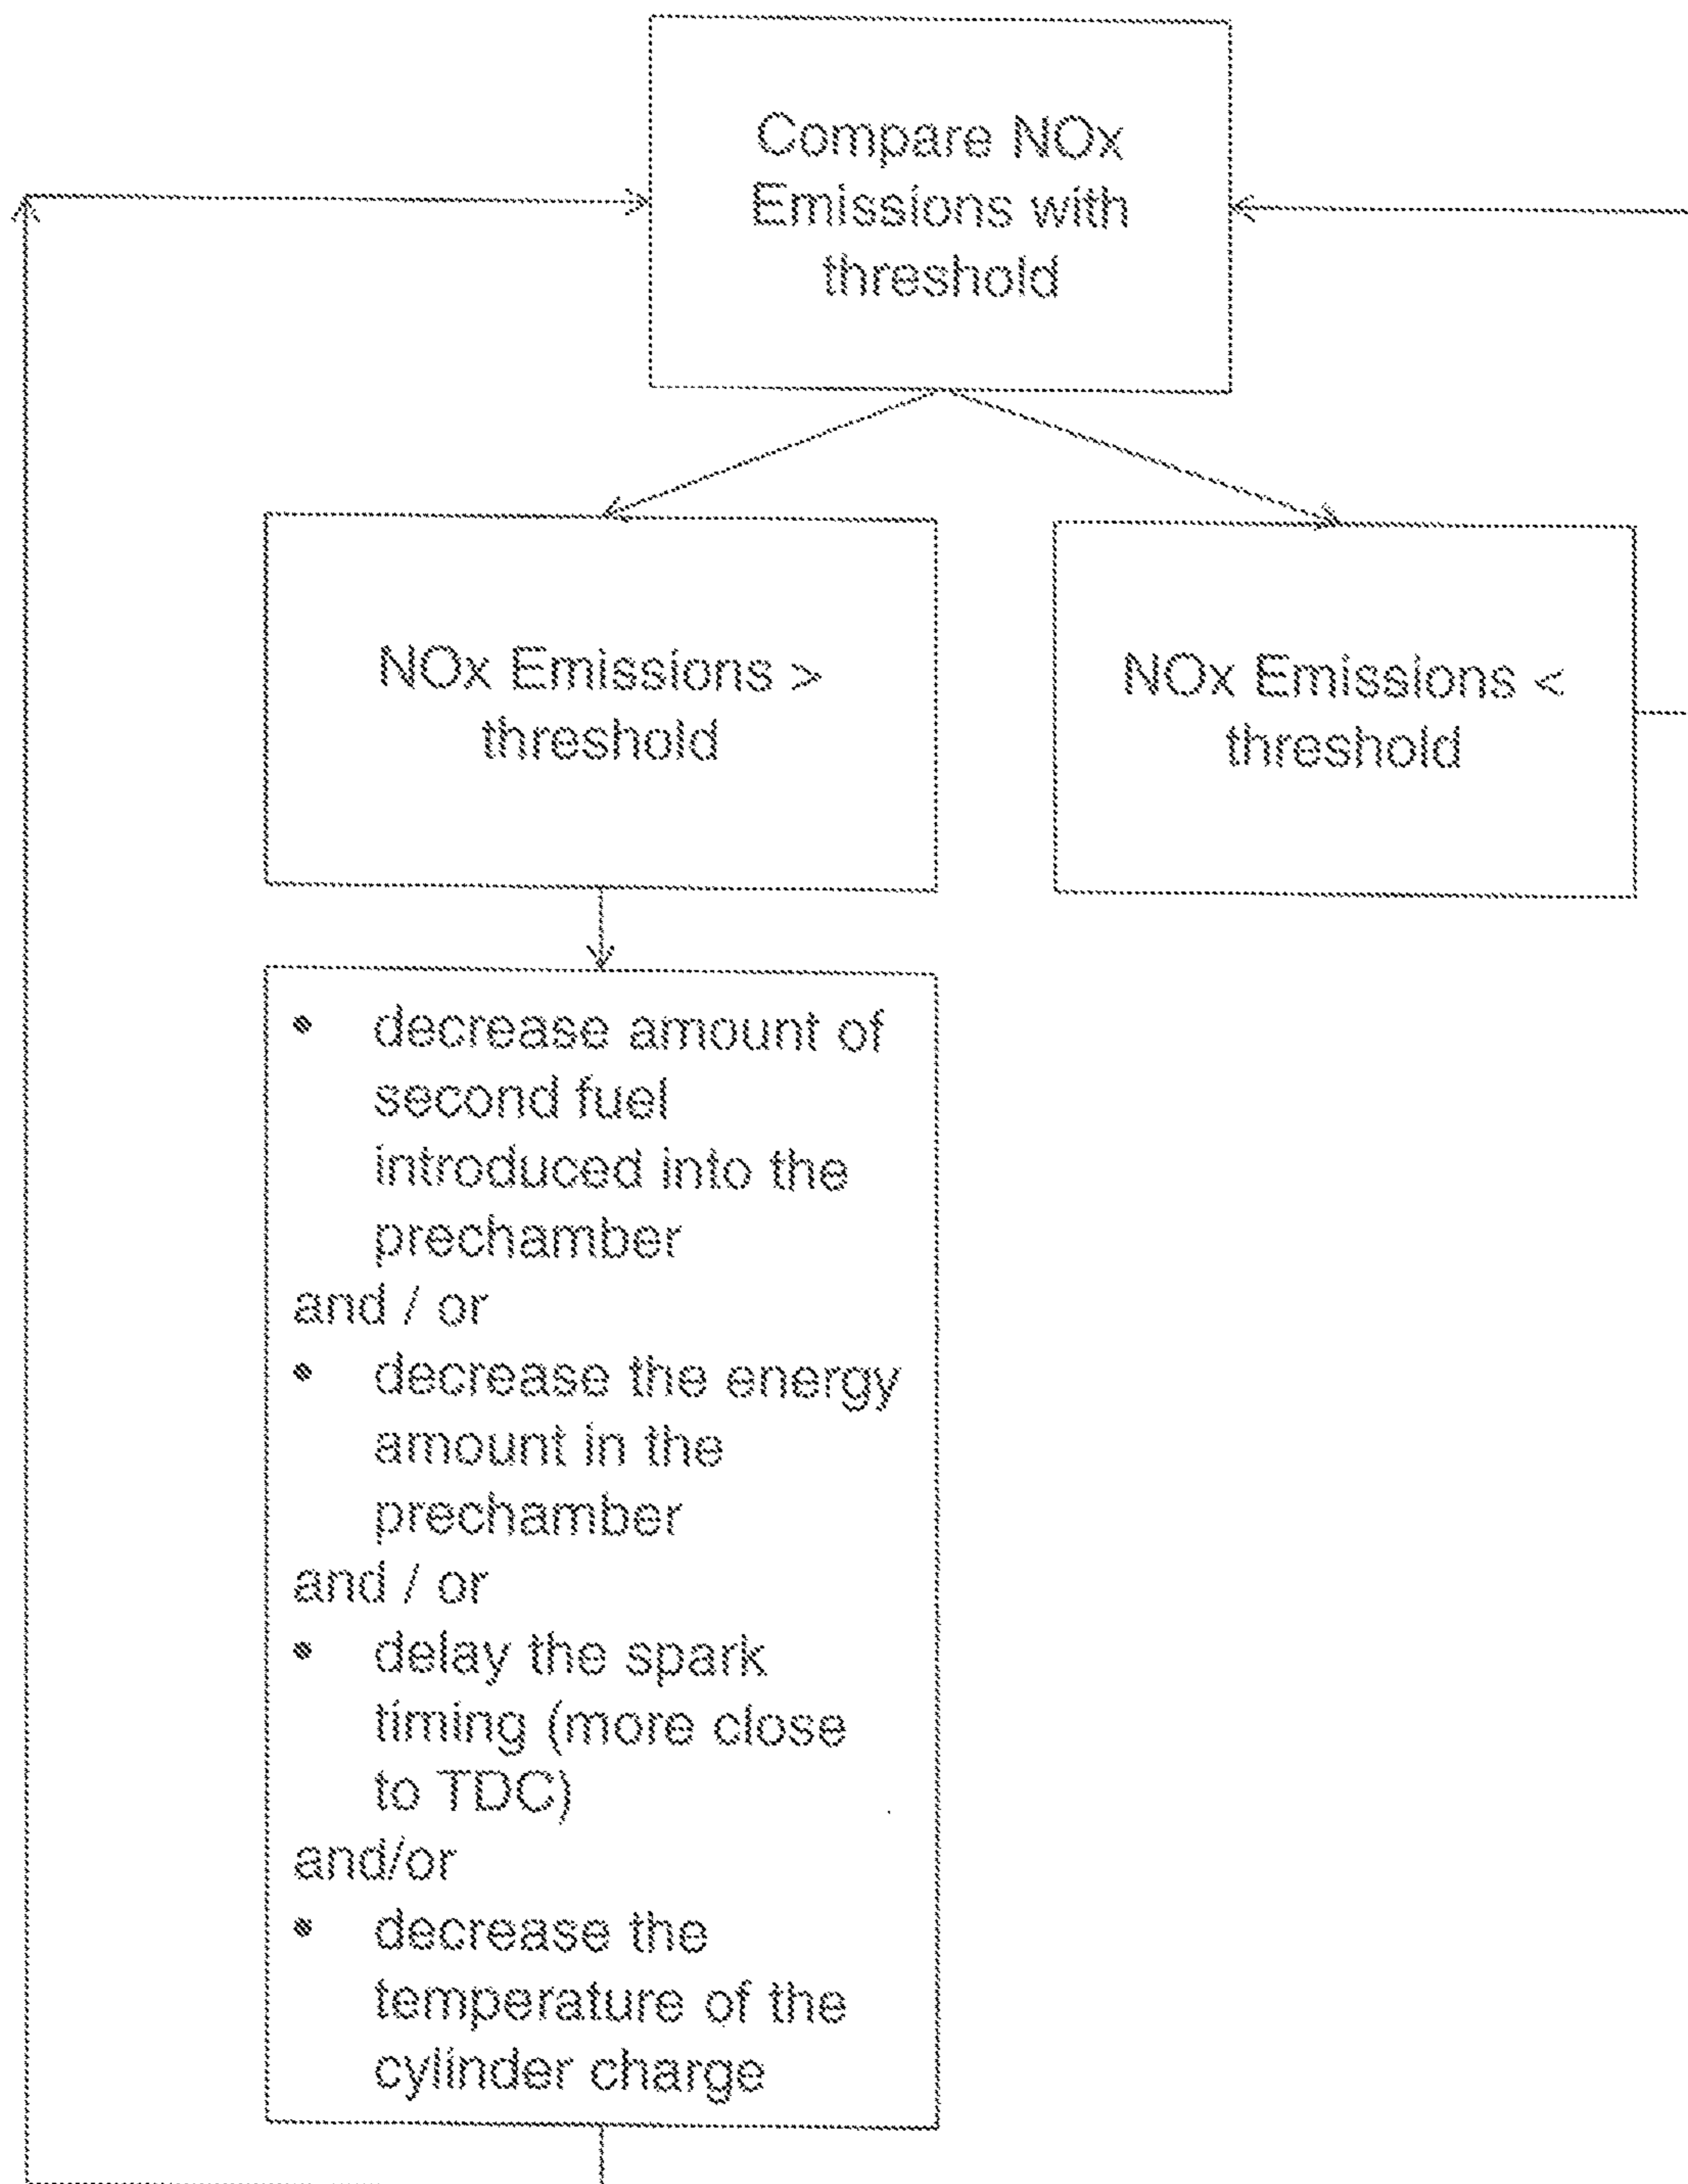 Compare NOx
Emissions with
threshold
NOx Emissions >
threshold
NOx Emissions <
threshold
• decrease amount of
second fuel
introduced into the
prechamber
and / or
• decrease the energy
amount in the
prechamber
and / or
• delay the spark
timing (more close
to TDC)
and/or
• decrease the
temperature of the
cylinder charge